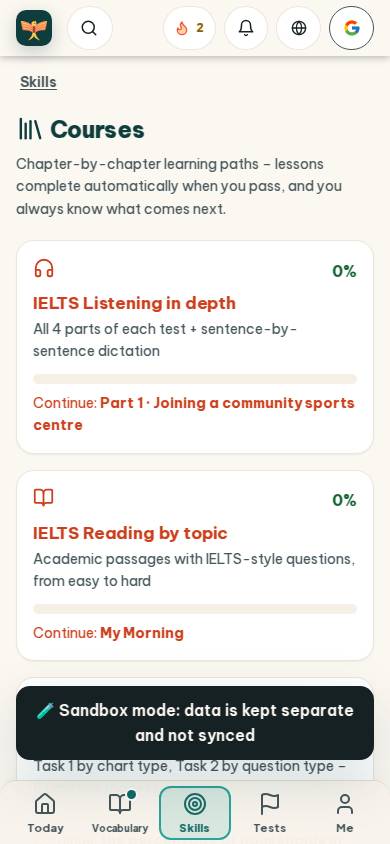 2
Skills
Courses
Chapter-by-chapter learning paths – lessons
complete automatically when you pass, and you
always know what comes next.
0%
IELTS Listening in depth
All 4 parts of each test + sentence-by-
sentence dictation
Continue: Part 1 · Joining a community sports
centre
0%
IELTS Reading by topic
Academic passages with IELTS-style questions,
from easy to hard
Continue: My Morning
🧪 Sandbox mode: data is kept separate
and not synced
Task 1 by chart type, Task 2 by question type –
Today
Vocabulary
Skills
Tests
Me